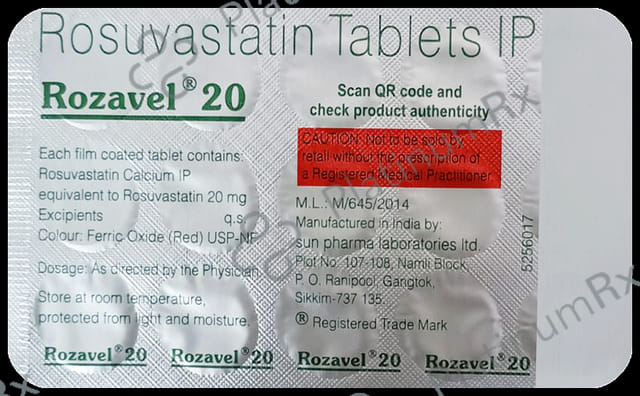 Rosuvastatin Tablets IP
Rozavel® 20
Scan QR code and
check product authenticity
CAUTION: Not to be sold by
retail without the prescription of
a Registered Medical Practitioner
Each film coated tablet contains:
Rosuvastatin Calcium IP
equivalent to Rosuvastatin 20 mg
Excipients q.s.
Colour: Ferric Oxide (Red) USP-NF
Dosage: As directed by the Physician.
Store at room temperature,
protected from light and moisture.
M.L.: M/645/2014
Manufactured in India by:
sun pharma laboratories ltd.
Plot No. 107-108, Namli Block,
P. O. Ranipool, Gangtok,
Sikkim-737 135.
® Registered Trade Mark
5256017
Rozavel®20 Rozavel®20 Rozavel®20 Rozavel®20
PlatinumRx
PlatinumRx